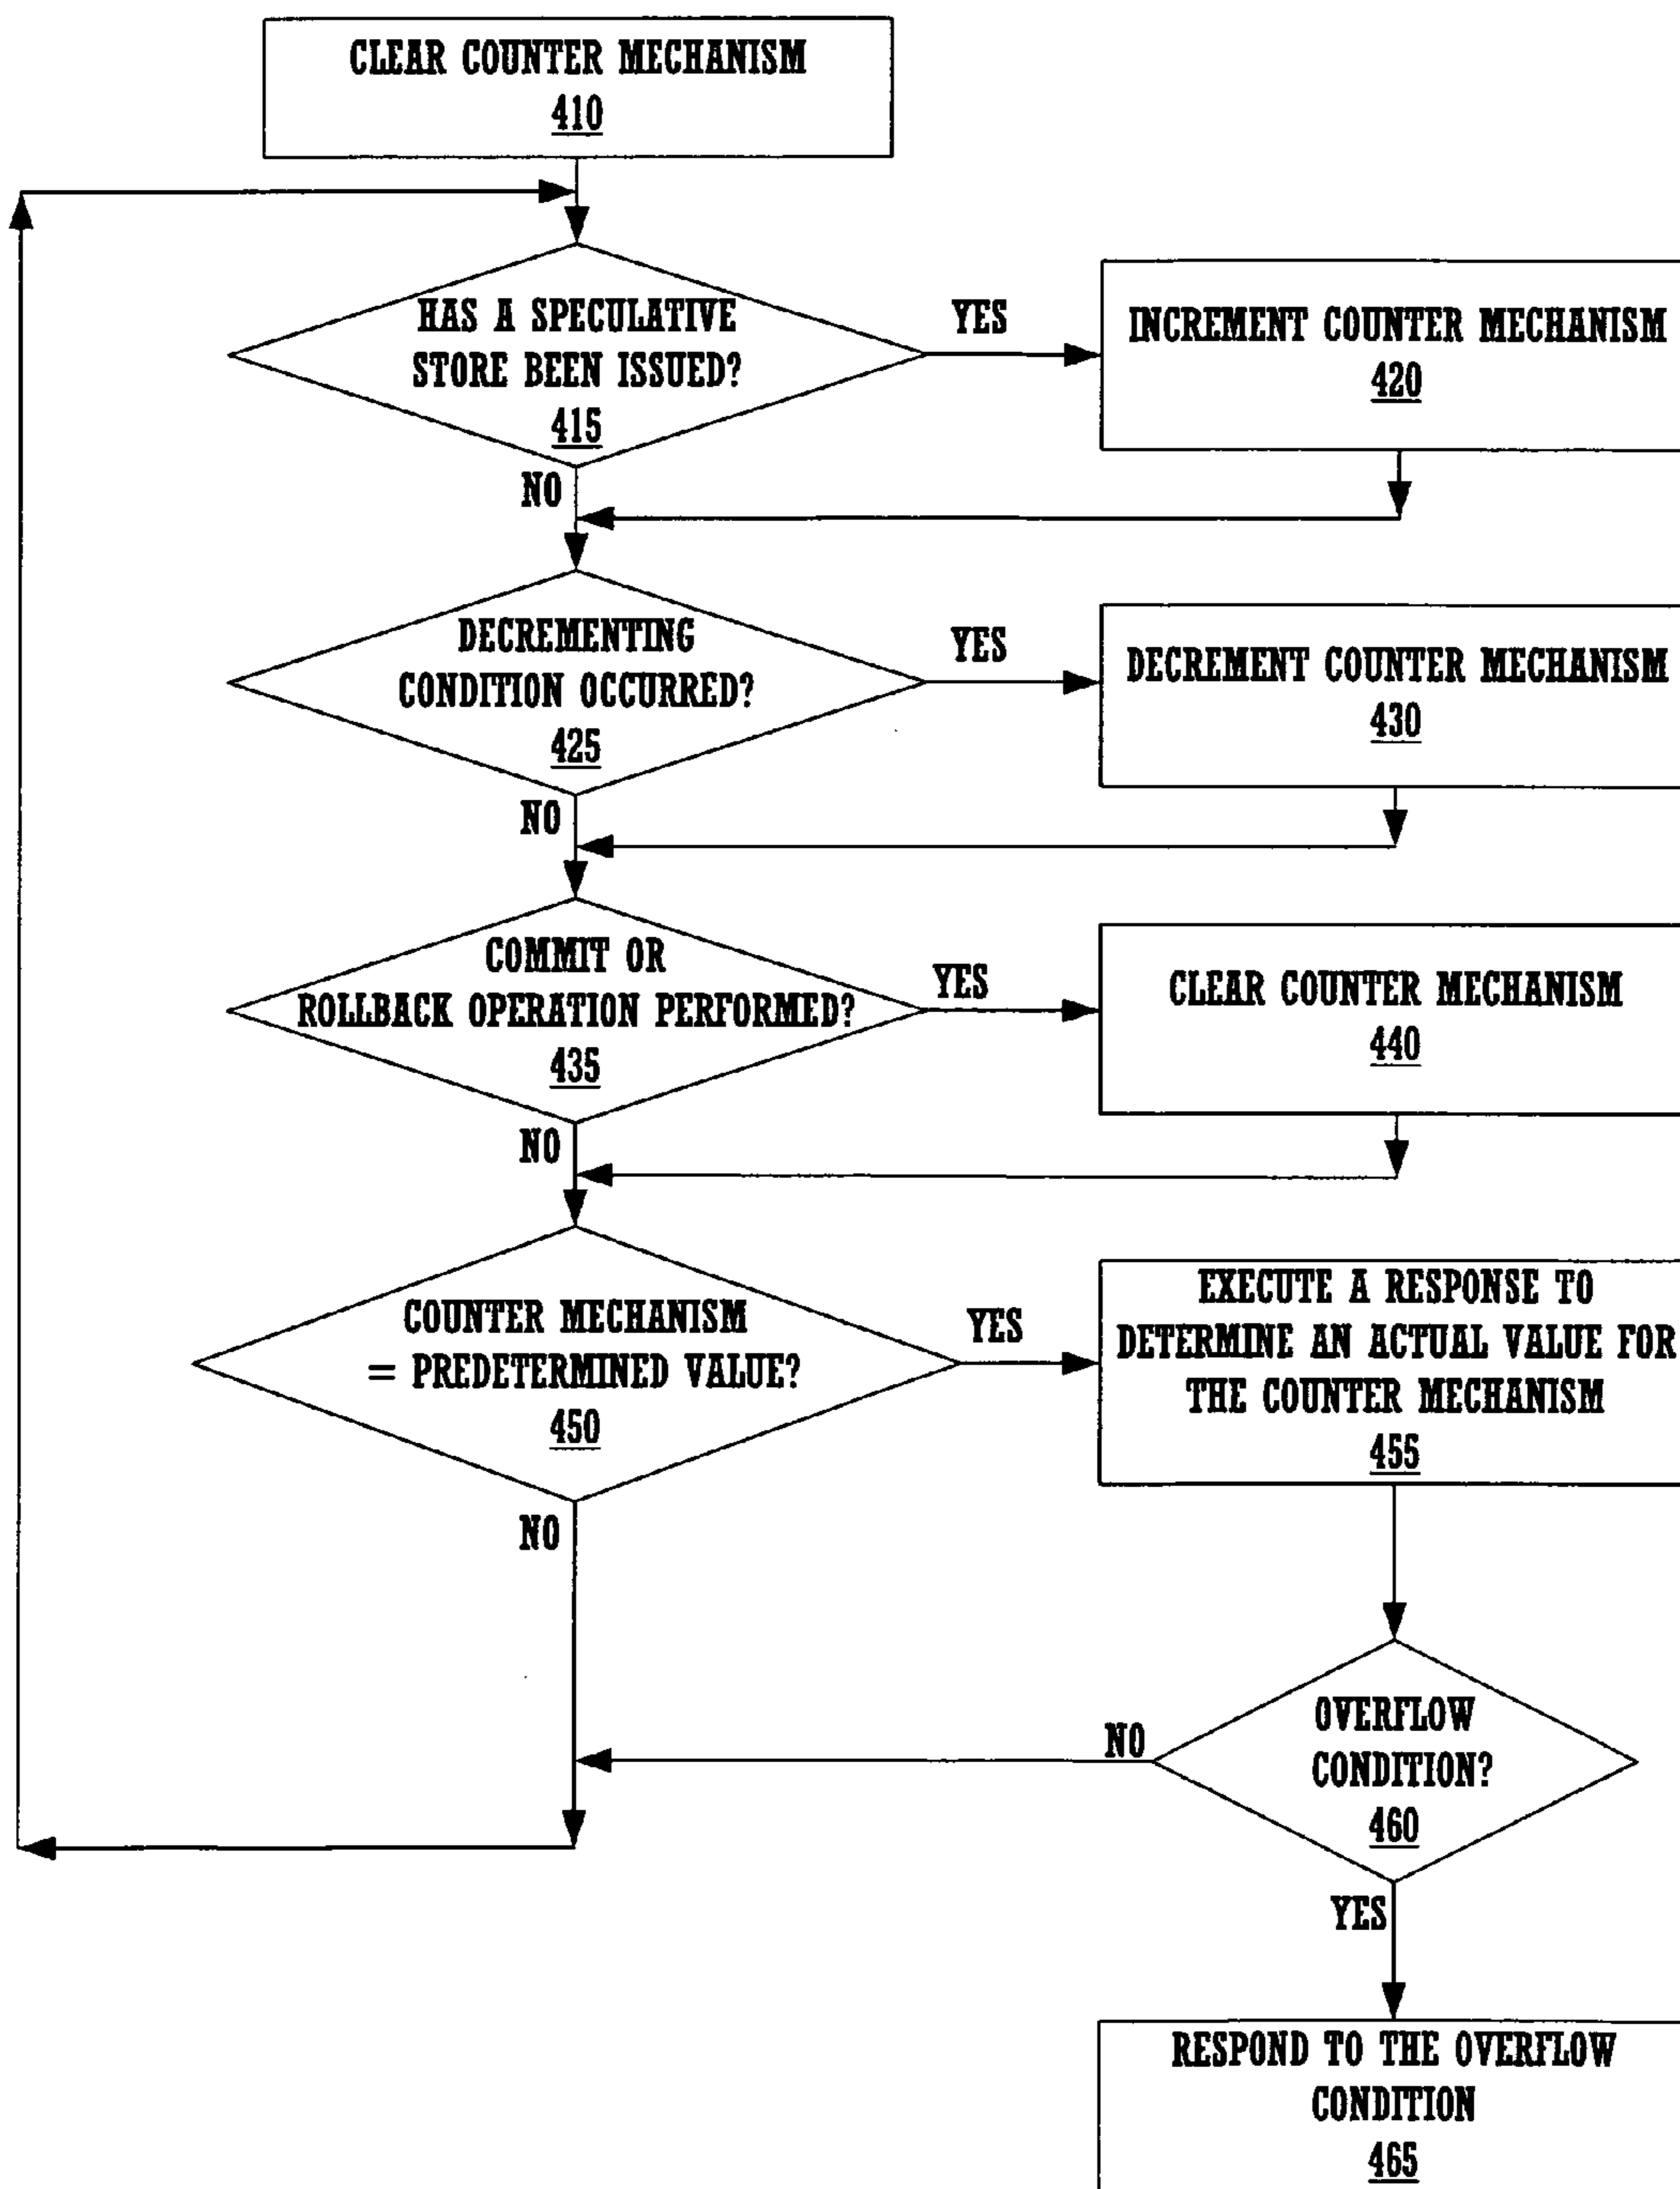 CLEAR COUNTER MECHANISM
410
HAS A SPECULATIVE
STORE BEEN ISSUED?
415
YES
INCREMENT COUNTER MECHANISM
420
NO
DECREMENTING
CONDITION OCCURRED?
425
YES
DECREMENT COUNTER MECHANISM
430
NO
COMMIT OR
ROLLBACK OPERATION PERFORMED?
435
YES
CLEAR COUNTER MECHANISM
440
NO
COUNTER MECHANISM
= PREDETERMINED VALUE?
450
YES
EXECUTE A RESPONSE TO
DETERMINE AN ACTUAL VALUE FOR
THE COUNTER MECHANISM
455
NO
OVERFLOW
CONDITION?
460
NO
YES
RESPOND TO THE OVERFLOW
CONDITION
465